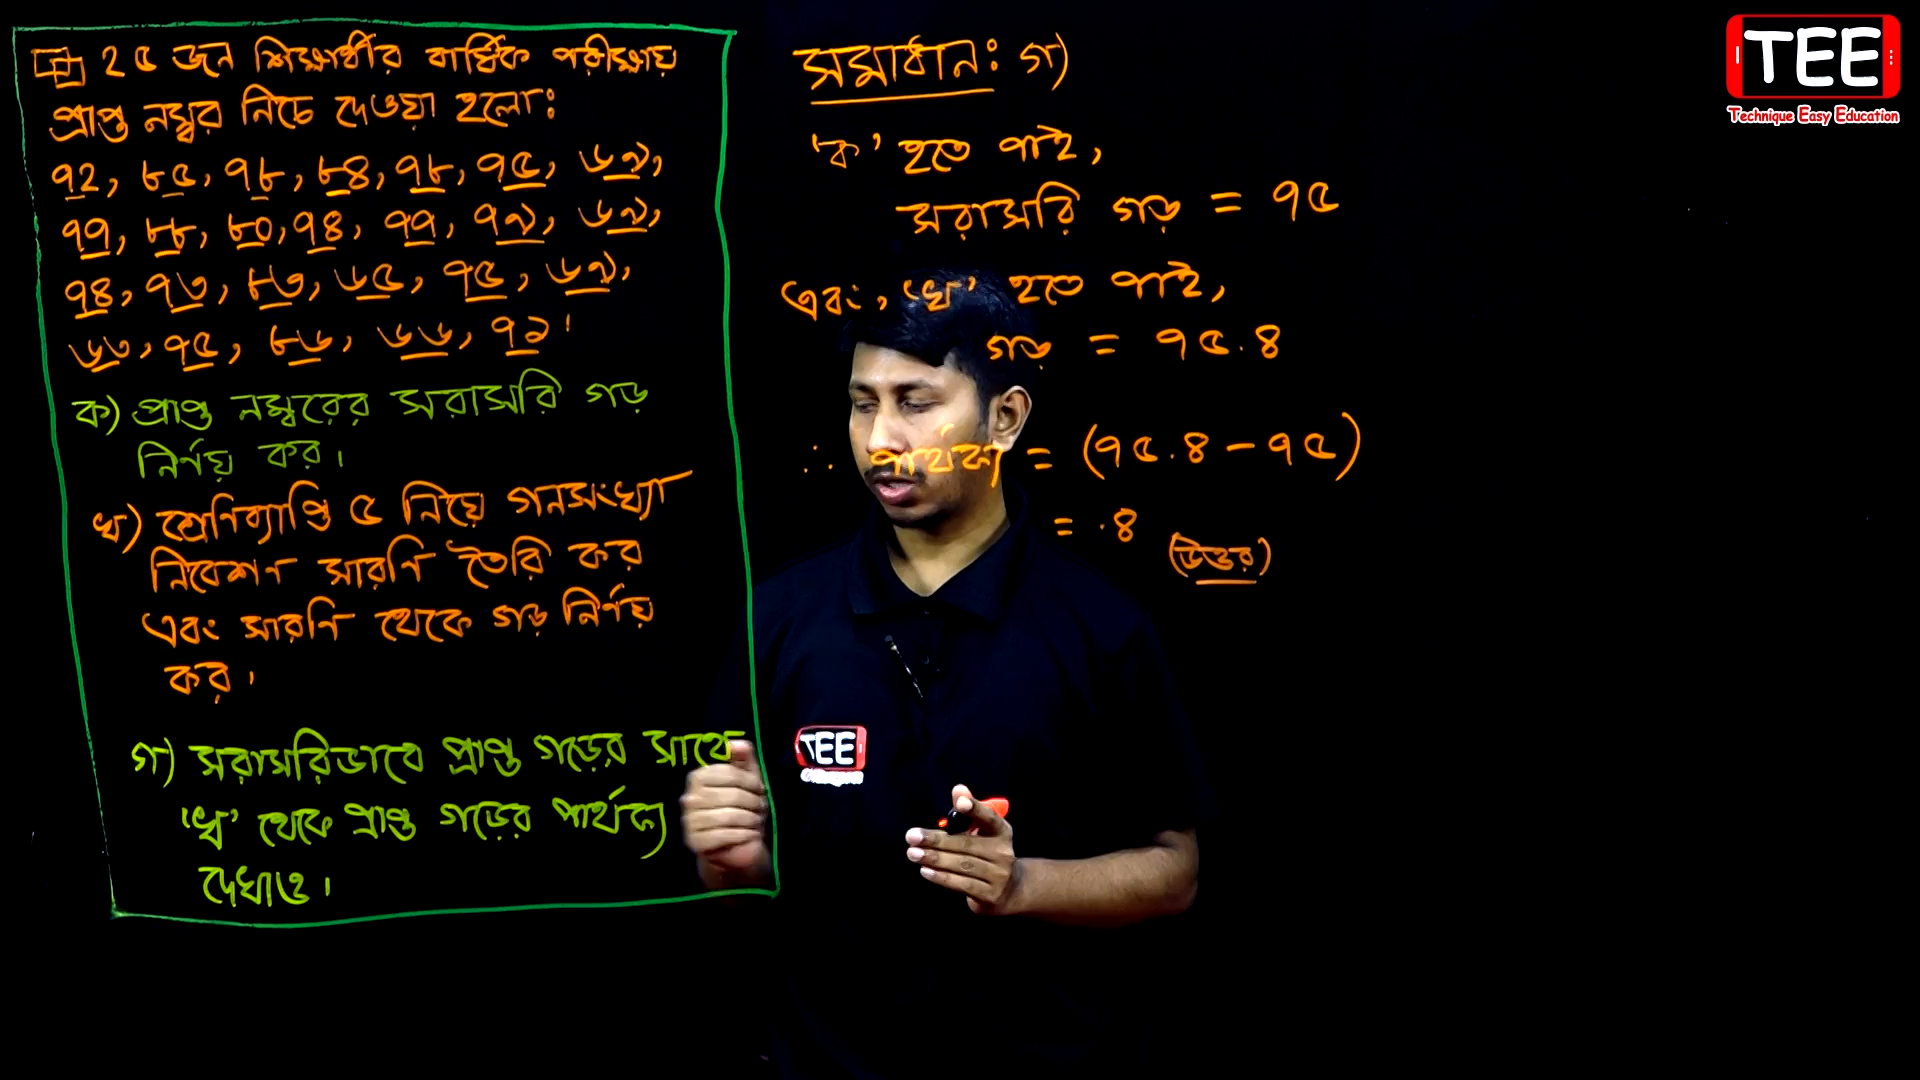 ২৫ জন শিক্ষার্থীর বার্ষিক পরীক্ষায়
প্রাপ্ত নম্বর নিচে দেওয়া হলো:
৭২, ৮৫, ৭৮, ৮৪, ৭৮, ৭৫, ৬৯,
৭৭, ৮৮, ৮০, ৭৪, ৭৭, ৭৯, ৬৯,
৭৪, ৭৩, ৮৩, ৬৫, ৭৫, ৬৯,
৬৩, ৭৫, ৮৬, ৬৬, ৭১।
ক) প্রাপ্ত নম্বরের সরাসরি গড়
নির্ণয় কর।
খ) শ্রেণিব্যাপ্তি ৫ নিয়ে গনসংখ্যা
নিবেশণ সারণি তৈরি কর
এবং সারণি থেকে গড় নির্ণয়
কর।
গ) সরাসরিভাবে প্রাপ্ত গড়ের সাথে
'খ' থেকে প্রাপ্ত গড়ের পার্থক্য
দেখাও।
সমাধান: গ)
'ক' হতে পাই,
সরাসরি গড় = ৭৫
এবং, 'খ' হতে পাই,
গড় = ৭৫.৪
∴ পার্থক্য = (৭৫.৪ - ৭৫)
= .৪ (উত্তর)
TEE
Technique Easy Education
TEE